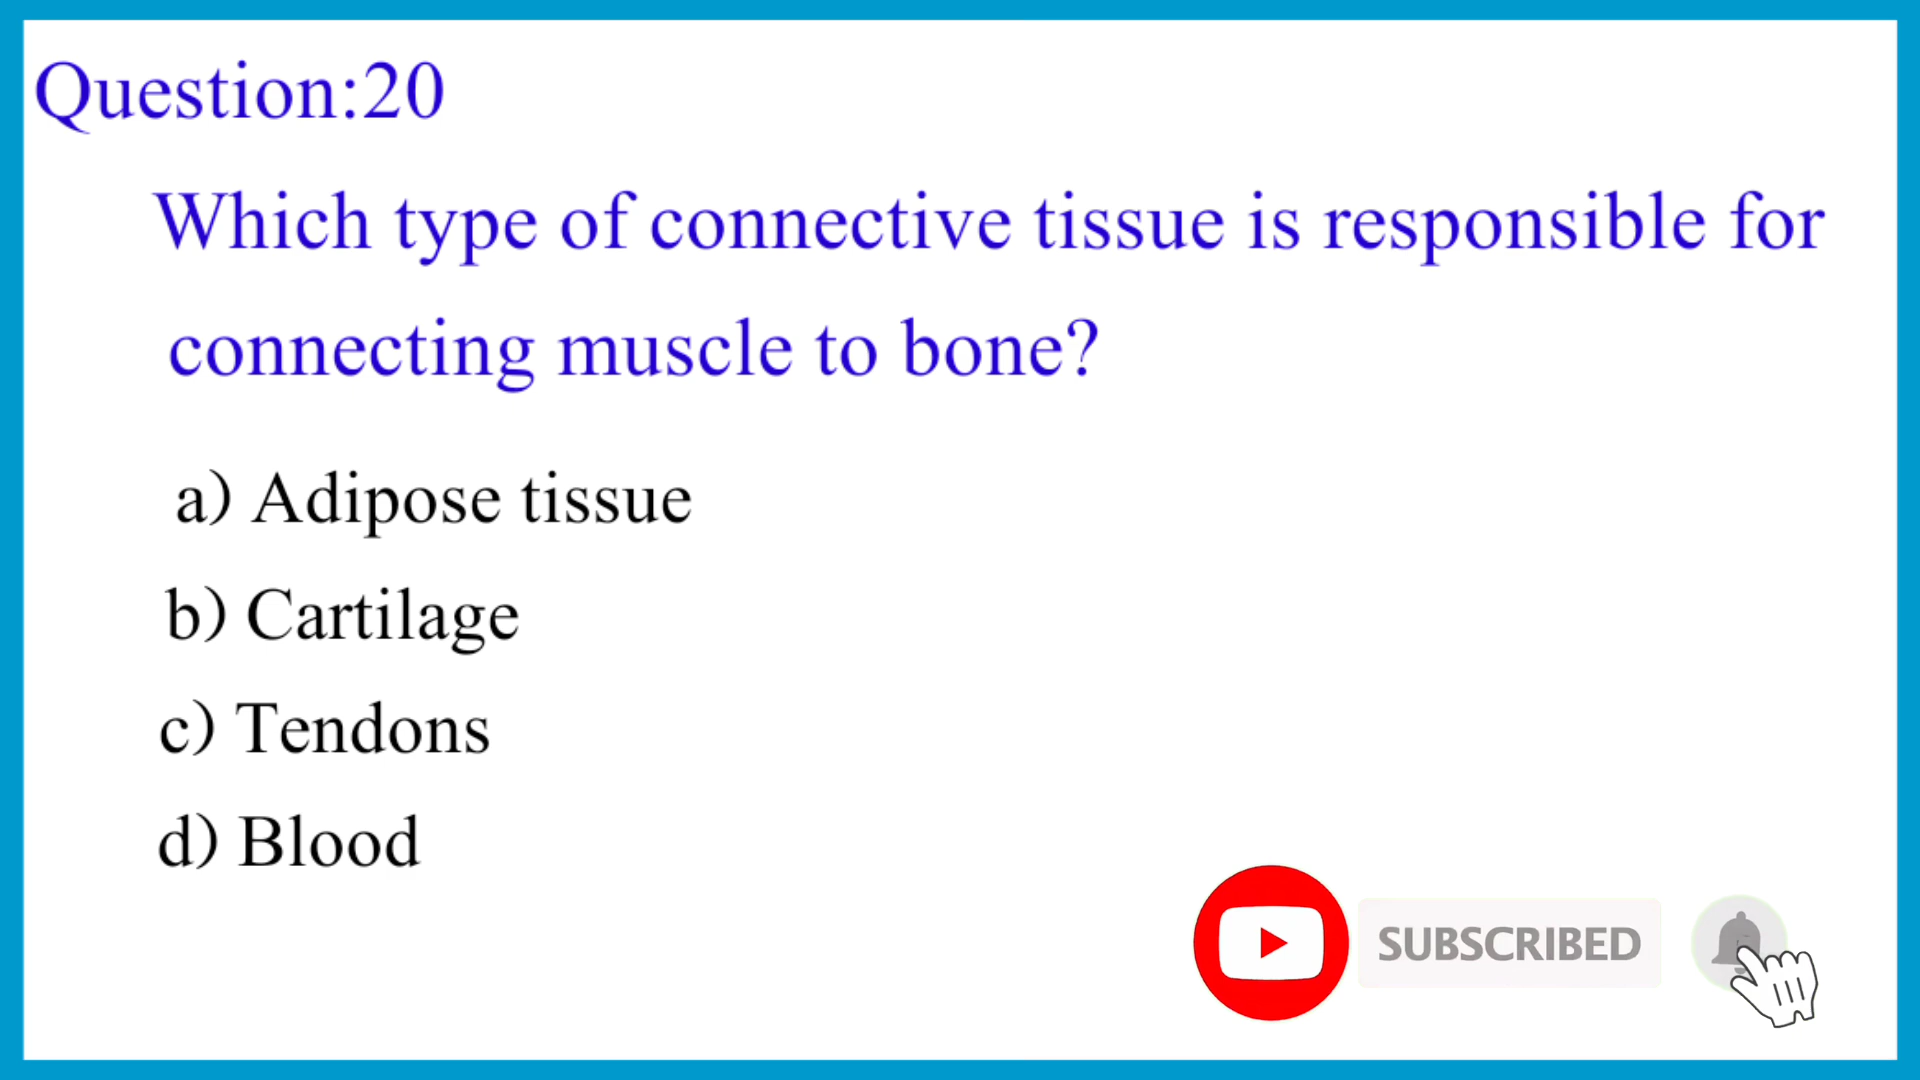 Question:20
Which type of connective tissue is responsible for
connecting muscle to bone?
a) Adipose tissue
b) Cartilage
c) Tendons
d) Blood
SUBSCRIBED